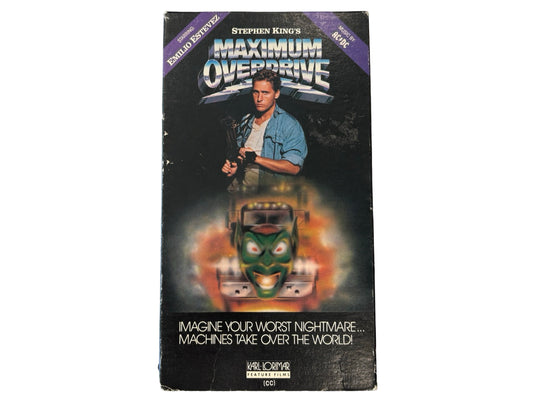 STARRING
EMILIO ESTEVEZ
MUSIC BY
AC⚡DC
STEPHEN KING'S
MAXIMUM
OVERDRIVE
IMAGINE YOUR WORST NIGHTMARE...
MACHINES TAKE OVER THE WORLD!
KARL LORIMAR
FEATURE FILMS
(CC)